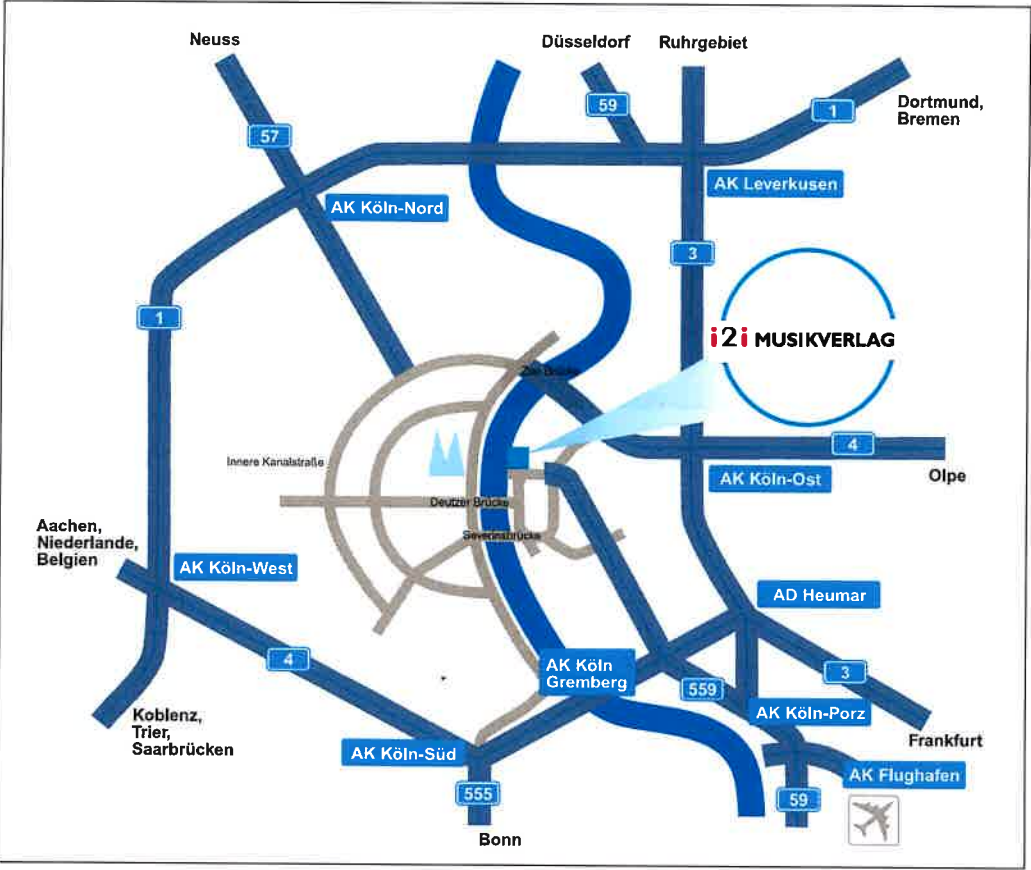 Neuss
Düsseldorf
Ruhrgebiet
59
1
Dortmund,
Bremen
57
AK Leverkusen
AK Köln-Nord
3
1
i2i MUSIKVERLAG
Zoo Brücke
4
Innere Kanalstraße
AK Köln-Ost
Olpe
Deutzer Brücke
Aachen,
Niederlande,
Belgien
Severinsbrücke
AK Köln-West
AD Heumar
4
AK Köln
Gremberg
3
559
Koblenz,
Trier,
Saarbrücken
AK Köln-Porz
Frankfurt
AK Köln-Süd
AK Flughafen
555
59
Bonn